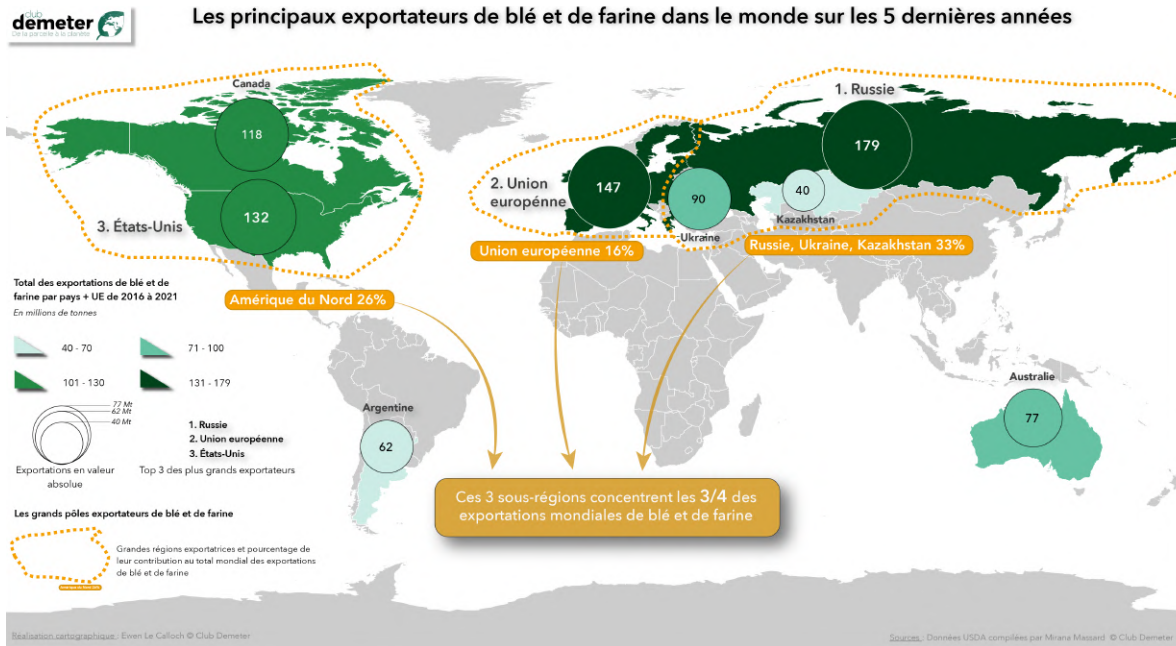 club
demeter
De la parcelle à la planète
Les principaux exportateurs de blé et de farine dans le monde sur les 5 dernières années
Canada
118
3. États-Unis
132
1. Russie
179
2. Union
europénne
147
90
Ukraine
40
Kazakhstan
Union européenne 16%
Russie, Ukraine, Kazakhstan 33%
Amérique du Nord 26%
Total des exportations de blé et de
farine par pays + UE de 2016 à 2021
En millions de tonnes
40 - 70
71 - 100
101 - 130
131 - 179
77 Mt
62 Mt
40 Mt
Exportations en valeur
absolue
1. Russie
2. Union européenne
3. États-Unis
Top 3 des plus grands exportateurs
Argentine
62
Australie
77
Ces 3 sous-régions concentrent les 3/4 des
exportations mondiales de blé et de farine
Les grands pôles exportateurs de blé et de farine
Grandes régions exportatrices et pourcentage de
leur contribution au total mondial des exportations
de blé et de farine
Amérique du Nord 26%
Réalisation cartographique : Ewen Le Calloch © Club Demeter
Sources : Données USDA compilées par Mirana Massard © Club Demeter